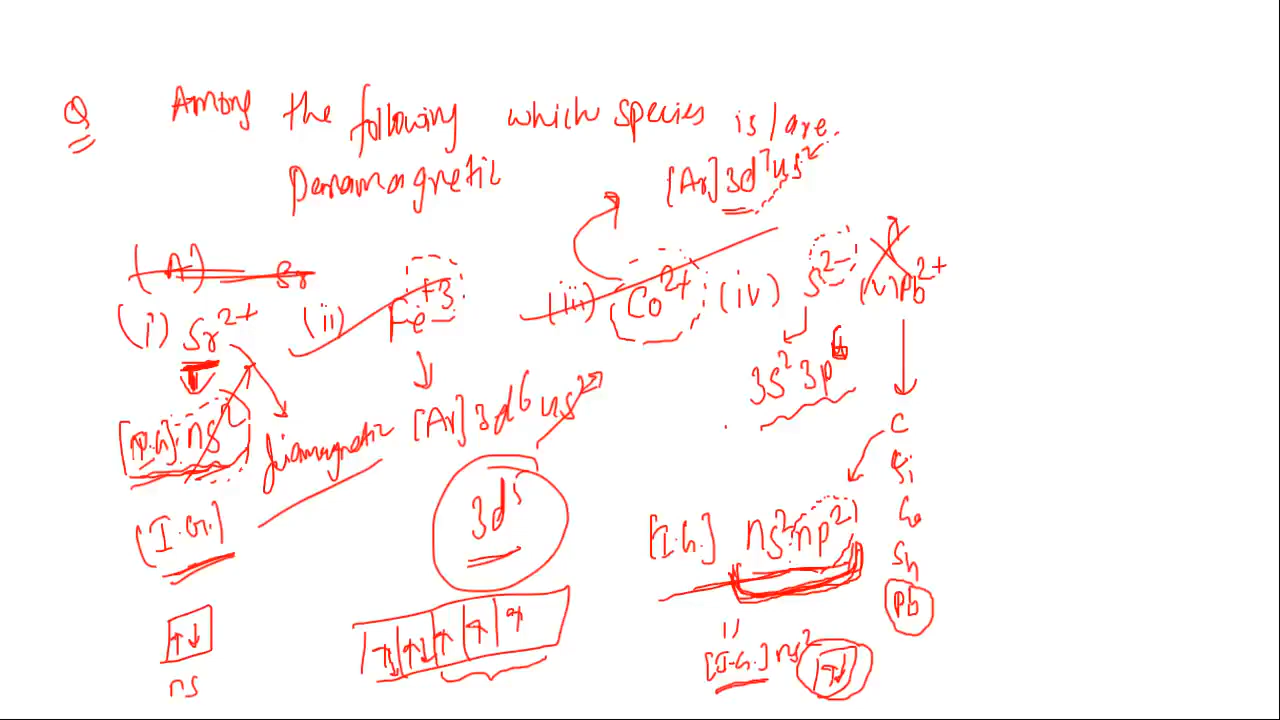 Q Among the following which species is/are
Paramagnetic
[Ar] 3d⁷ 4s²
(A) Sr
(i) Sr²⁺ (ii) Fe⁺³ (iii) Co²⁺ (iv) S²⁻ (v) Pb²⁺
3s² 3p⁶
[I.G.] ns² diamagnetic [Ar] 3d⁶ 4s²
(I.G.)
3d⁵
C
Si
Ge
Sn
Pb
[I.G.] ns² np²
[I.G.] ns² ↑↓
↑↓
ns
↑↓ ↑↓ ↑ ↑ ↑